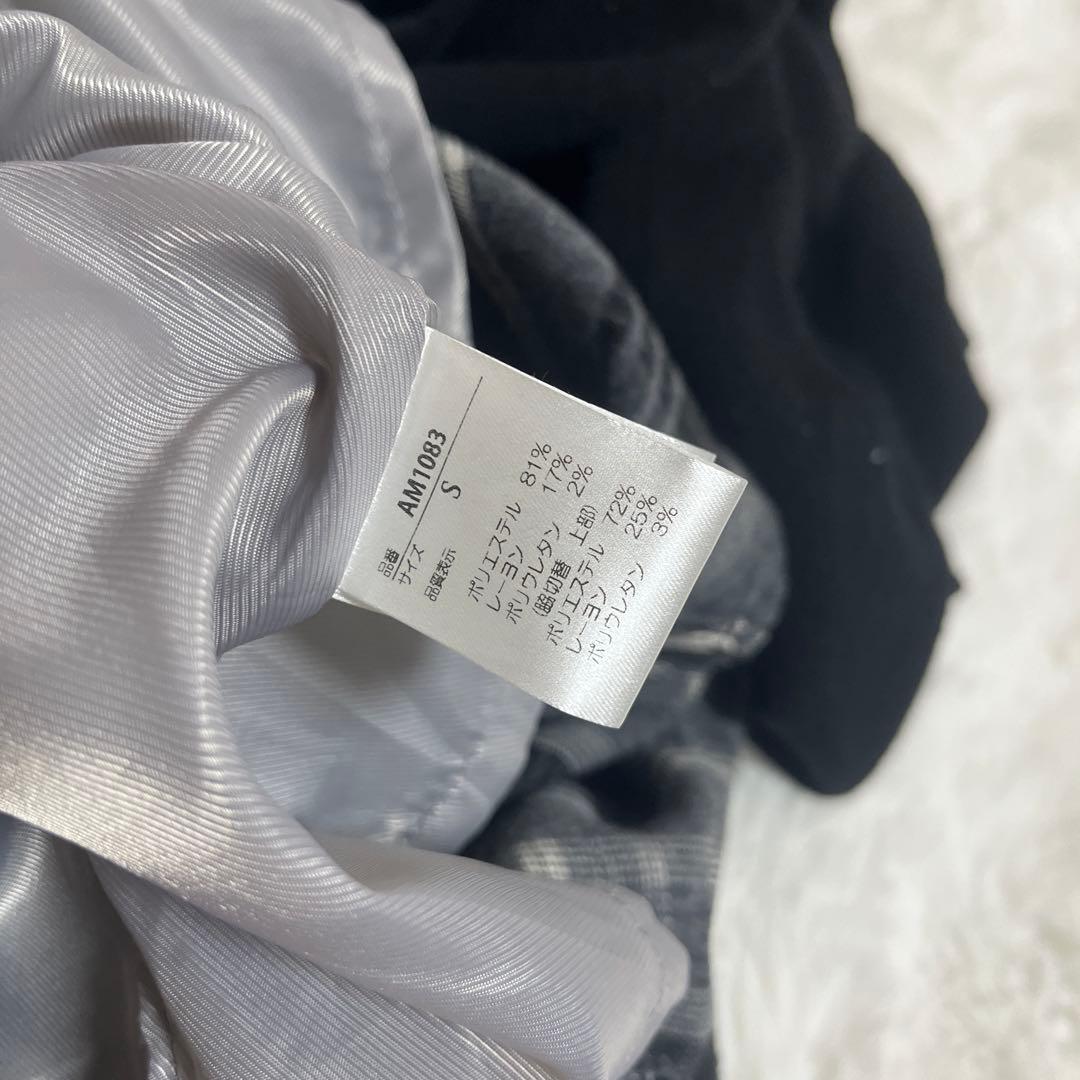 品番 AM1083
サイズ S
品質表示
ポリエステル 81%
レーヨン 17%
ポリウレタン 2%
(脇切替 上部)
ポリエステル 72%
レーヨン 25%
ポリウレタン 3%